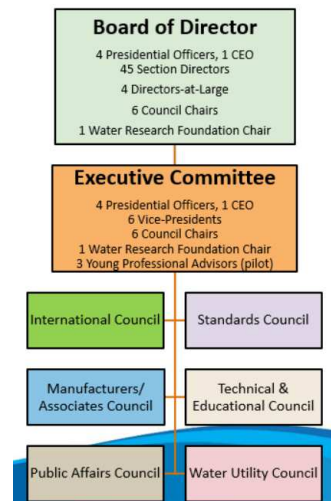 Board of Director
4 Presidential Officers, 1 CEO
45 Section Directors
4 Directors-at-Large
6 Council Chairs
1 Water Research Foundation Chair
Executive Committee
4 Presidential Officers, 1 CEO
6 Vice-Presidents
6 Council Chairs
1 Water Research Foundation Chair
3 Young Professional Advisors (pilot)
International Council
Standards Council
Manufacturers/
Associates Council
Technical &
Educational Council
Public Affairs Council
Water Utility Council